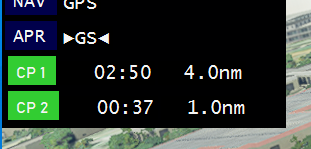 NAV GPS
APR ▶GS◀
CP 1 02:50 4.0nm
CP 2 00:37 1.0nm